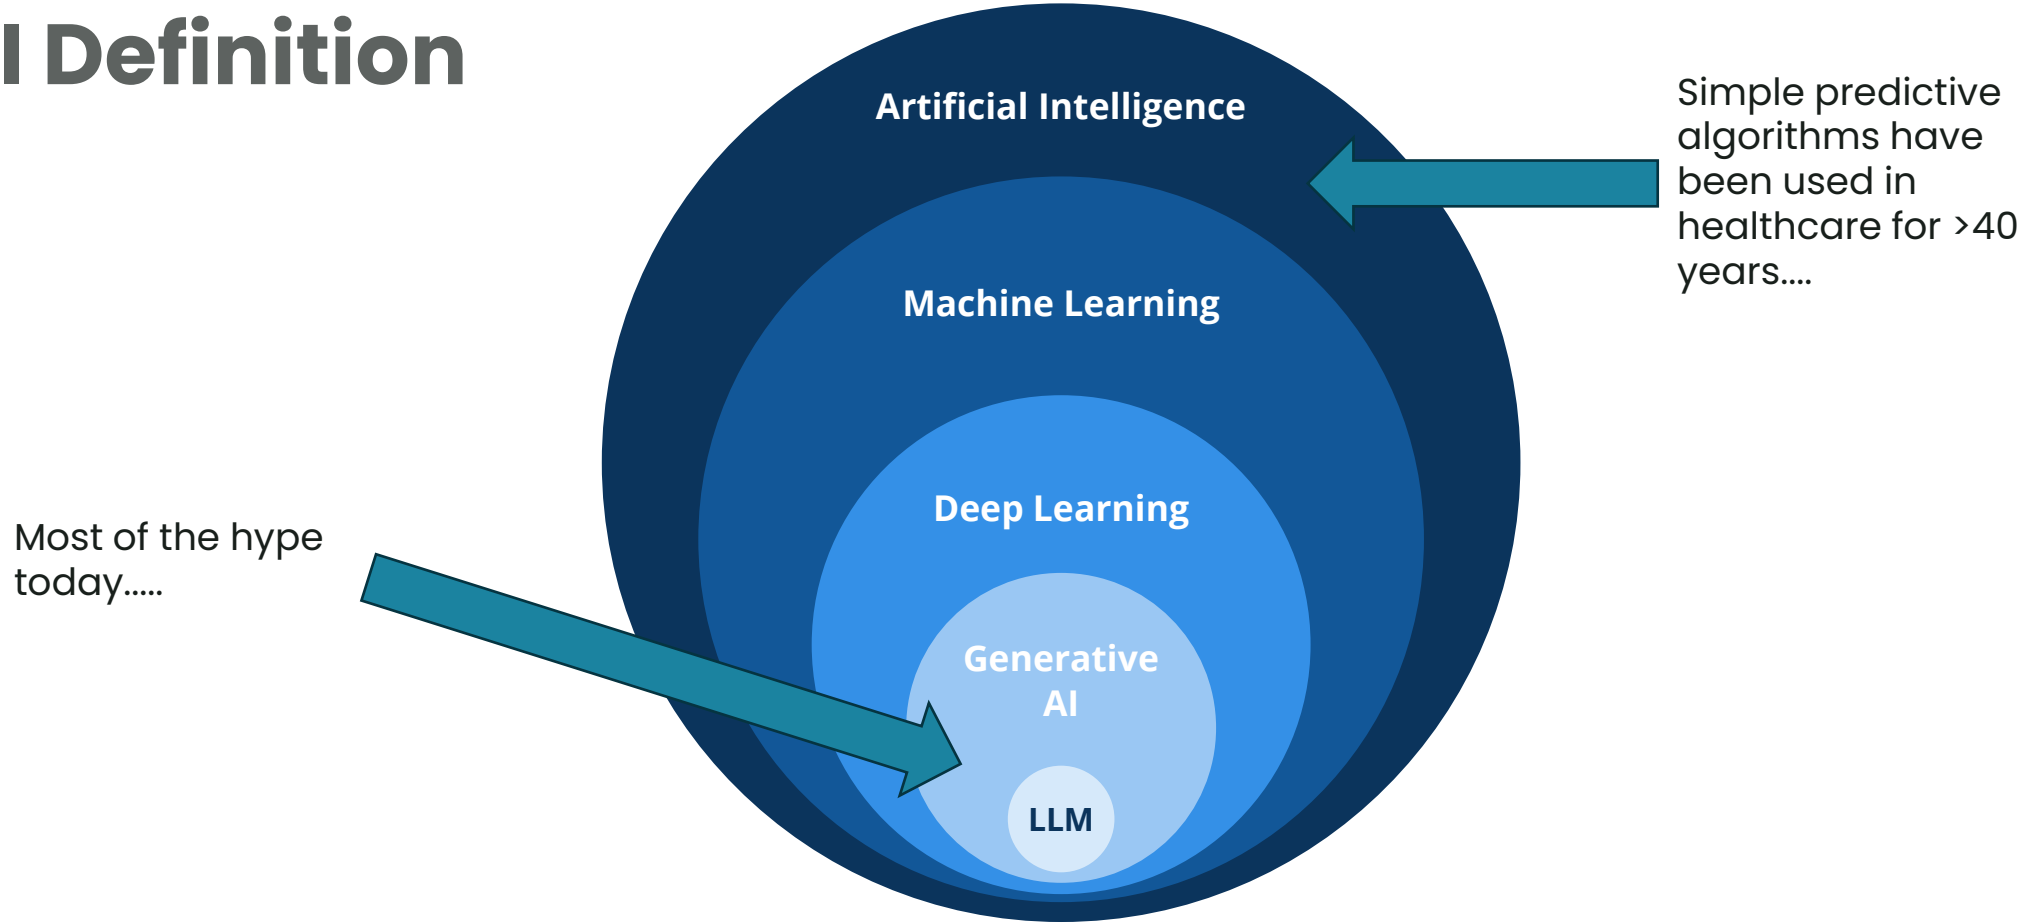 I Definition
Artificial Intelligence
Simple predictive
algorithms have
been used in
healthcare for >40
years....
Machine Learning
Deep Learning
Most of the hype
today.....
Generative
AI
LLM